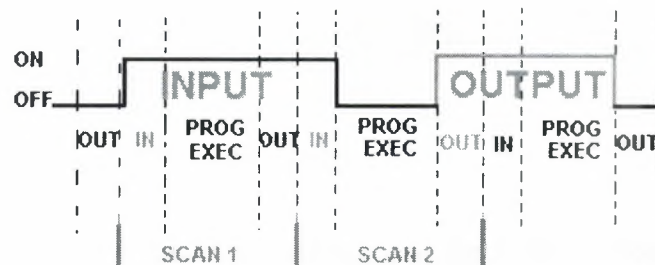 ON
INPUT OUTPUT
OFF
OUT IN PROG EXEC OUT IN PROG EXEC OUT IN PROG EXEC OUT
SCAN 1 SCAN 2